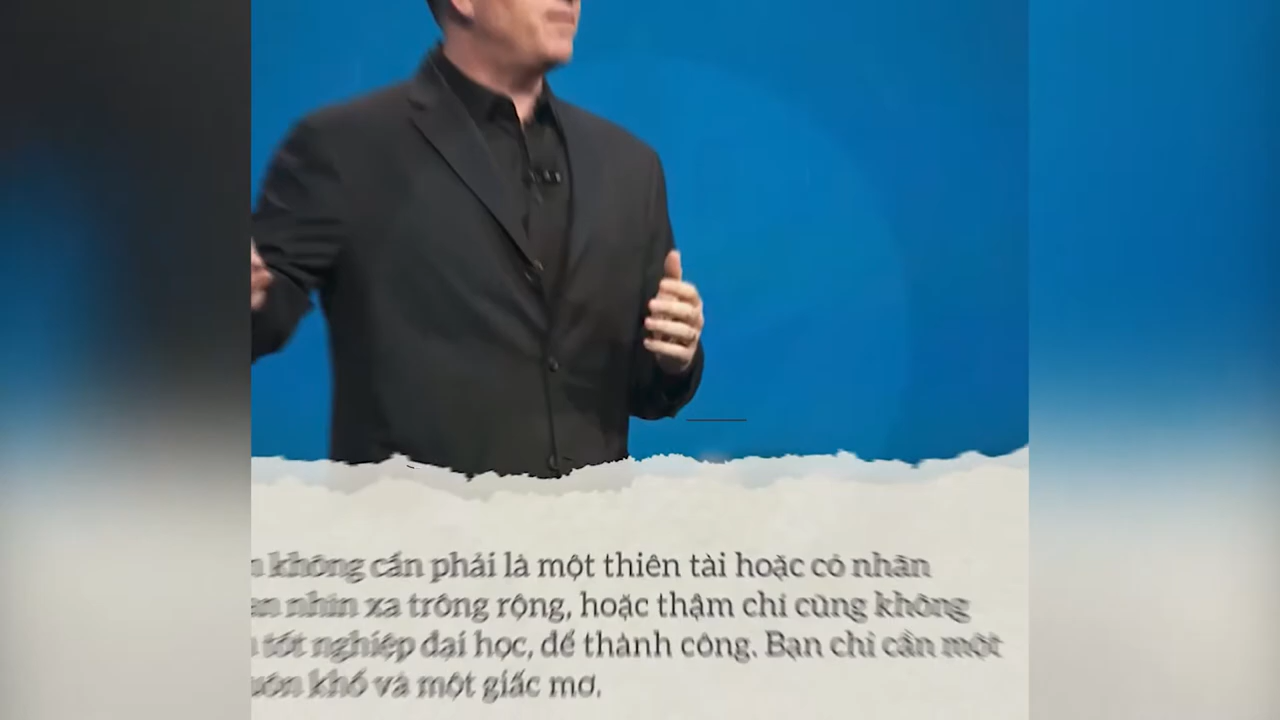 không cần phải là một thiên tài hoặc có nhãn
nhìn xa trông rộng, hoặc thậm chí cũng không
tốt nghiệp đại học, để thành công. Bạn chỉ cần một
khổ và một giấc mơ.